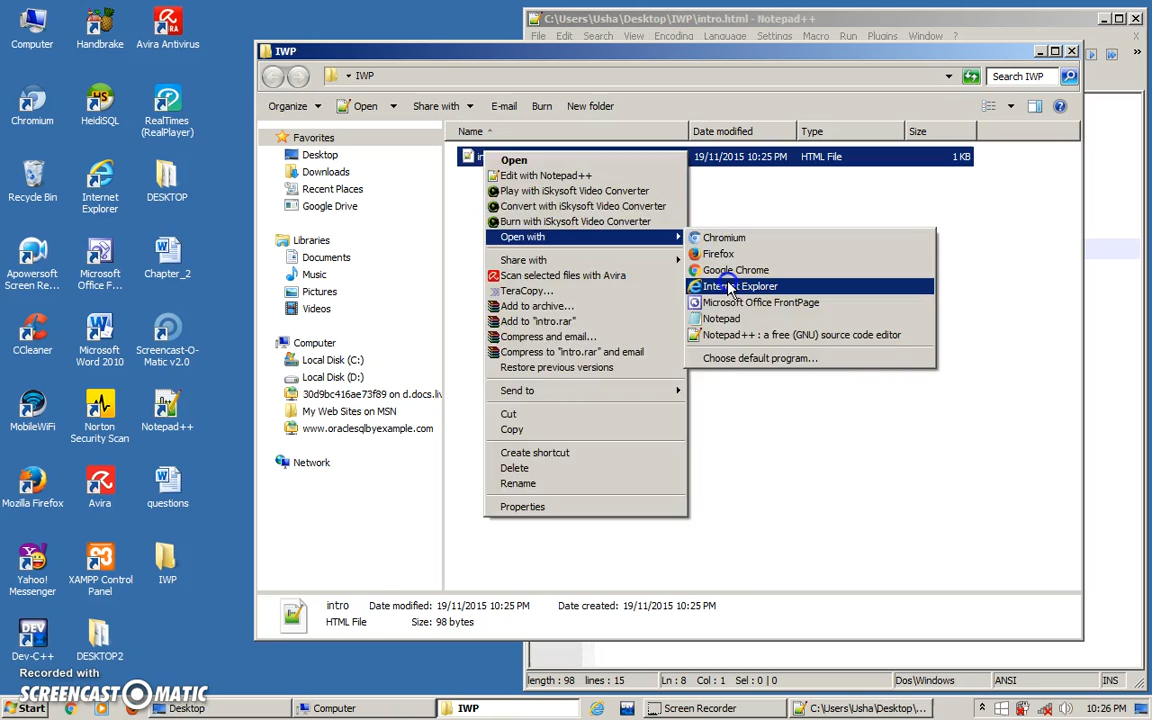 C:\Users\Usha\Desktop\IWP\intro.html - Notepad++
File Edit Search View Encoding Language Settings Macro Run Plugins Window ?
X
»
IWP
IWP
Search IWP
Organize Open Share with E-mail Burn New folder
Favorites
Desktop
Downloads
Recent Places
Google Drive
Libraries
Documents
Music
Pictures
Videos
Computer
Local Disk (C:)
Local Disk (D:)
30d9bc416ae73f89 on d.docs.liv
My Web Sites on MSN
www.oraclesqlbyexample.com
Network
Name Date modified Type Size
19/11/2015 10:25 PM HTML File 1 KB
Open
Edit with Notepad++
Play with iSkysoft Video Converter
Convert with iSkysoft Video Converter
Burn with iSkysoft Video Converter
Open with
Share with
Scan selected files with Avira
TeraCopy...
Add to archive...
Add to "intro.rar"
Compress and email...
Compress to "intro.rar" and email
Restore previous versions
Send to
Cut
Copy
Create shortcut
Delete
Rename
Properties
Chromium
Firefox
Google Chrome
Internet Explorer
Microsoft Office FrontPage
Notepad
Notepad++ : a free (GNU) source code editor
Choose default program...
intro Date modified: 19/11/2015 10:25 PM Date created: 19/11/2015 10:25 PM
HTML File Size: 98 bytes
length : 98 lines : 15 Ln : 8 Col : 1 Sel : 0 | 0 Dos\Windows ANSI INS
Computer
Handbrake
Avira Antivirus
Chromium
HeidiSQL
RealTimes
(RealPlayer)
Recycle Bin
Internet
Explorer
DESKTOP
Apowersoft
Screen Re...
Microsoft
Office F...
Chapter_2
CCleaner
Microsoft
Word 2010
Screencast-O-
Matic v2.0
MobileWiFi
Norton
Security Scan
Notepad++
Mozilla Firefox
Avira
questions
Yahoo!
Messenger
XAMPP Control
Panel
IWP
DEV
Dev-C++
DESKTOP2
Recorded with
SCREENCAST MATIC
Start
Desktop
Computer
IWP
Screen Recorder
C:\Users\Usha\Desktop\...
10:26 PM